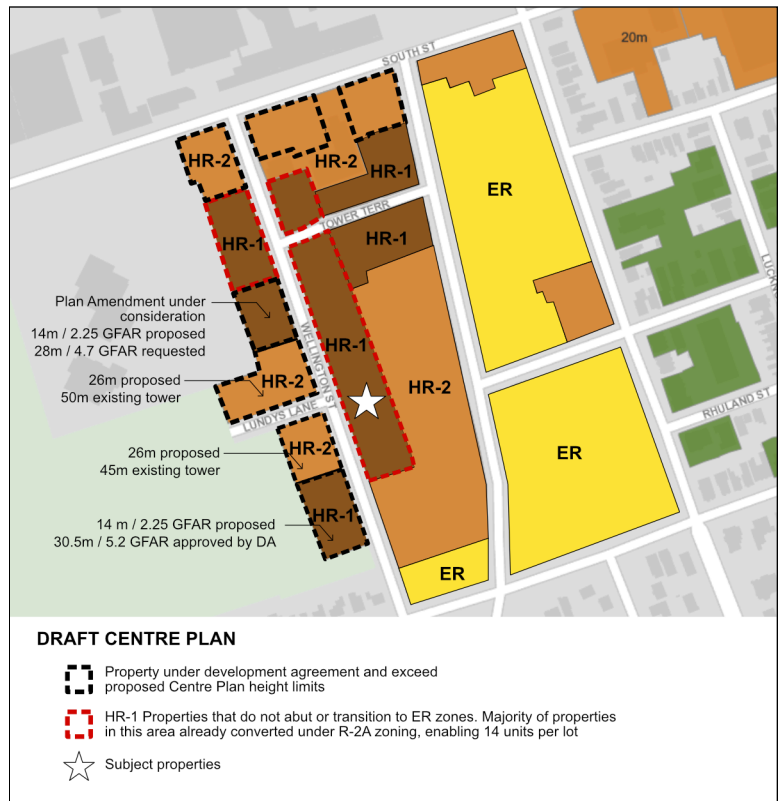 SOUTH ST
20m
HR-2
HR-2
HR-1
ER
TOWER TERR
HR-1
HR-1
LUCKN
Plan Amendment under
consideration
14m / 2.25 GFAR proposed
28m / 4.7 GFAR requested
WELLINGTON ST
HR-1
26m proposed
50m existing tower
HR-2
HR-2
LUNDYS LANE
RHULAND ST
26m proposed
45m existing tower
HR-2
ER
14 m / 2.25 GFAR proposed
30.5m / 5.2 GFAR approved by DA
HR-1
ER
DRAFT CENTRE PLAN
Property under development agreement and exceed
proposed Centre Plan height limits
HR-1 Properties that do not abut or transition to ER zones. Majority of properties
in this area already converted under R-2A zoning, enabling 14 units per lot
Subject properties